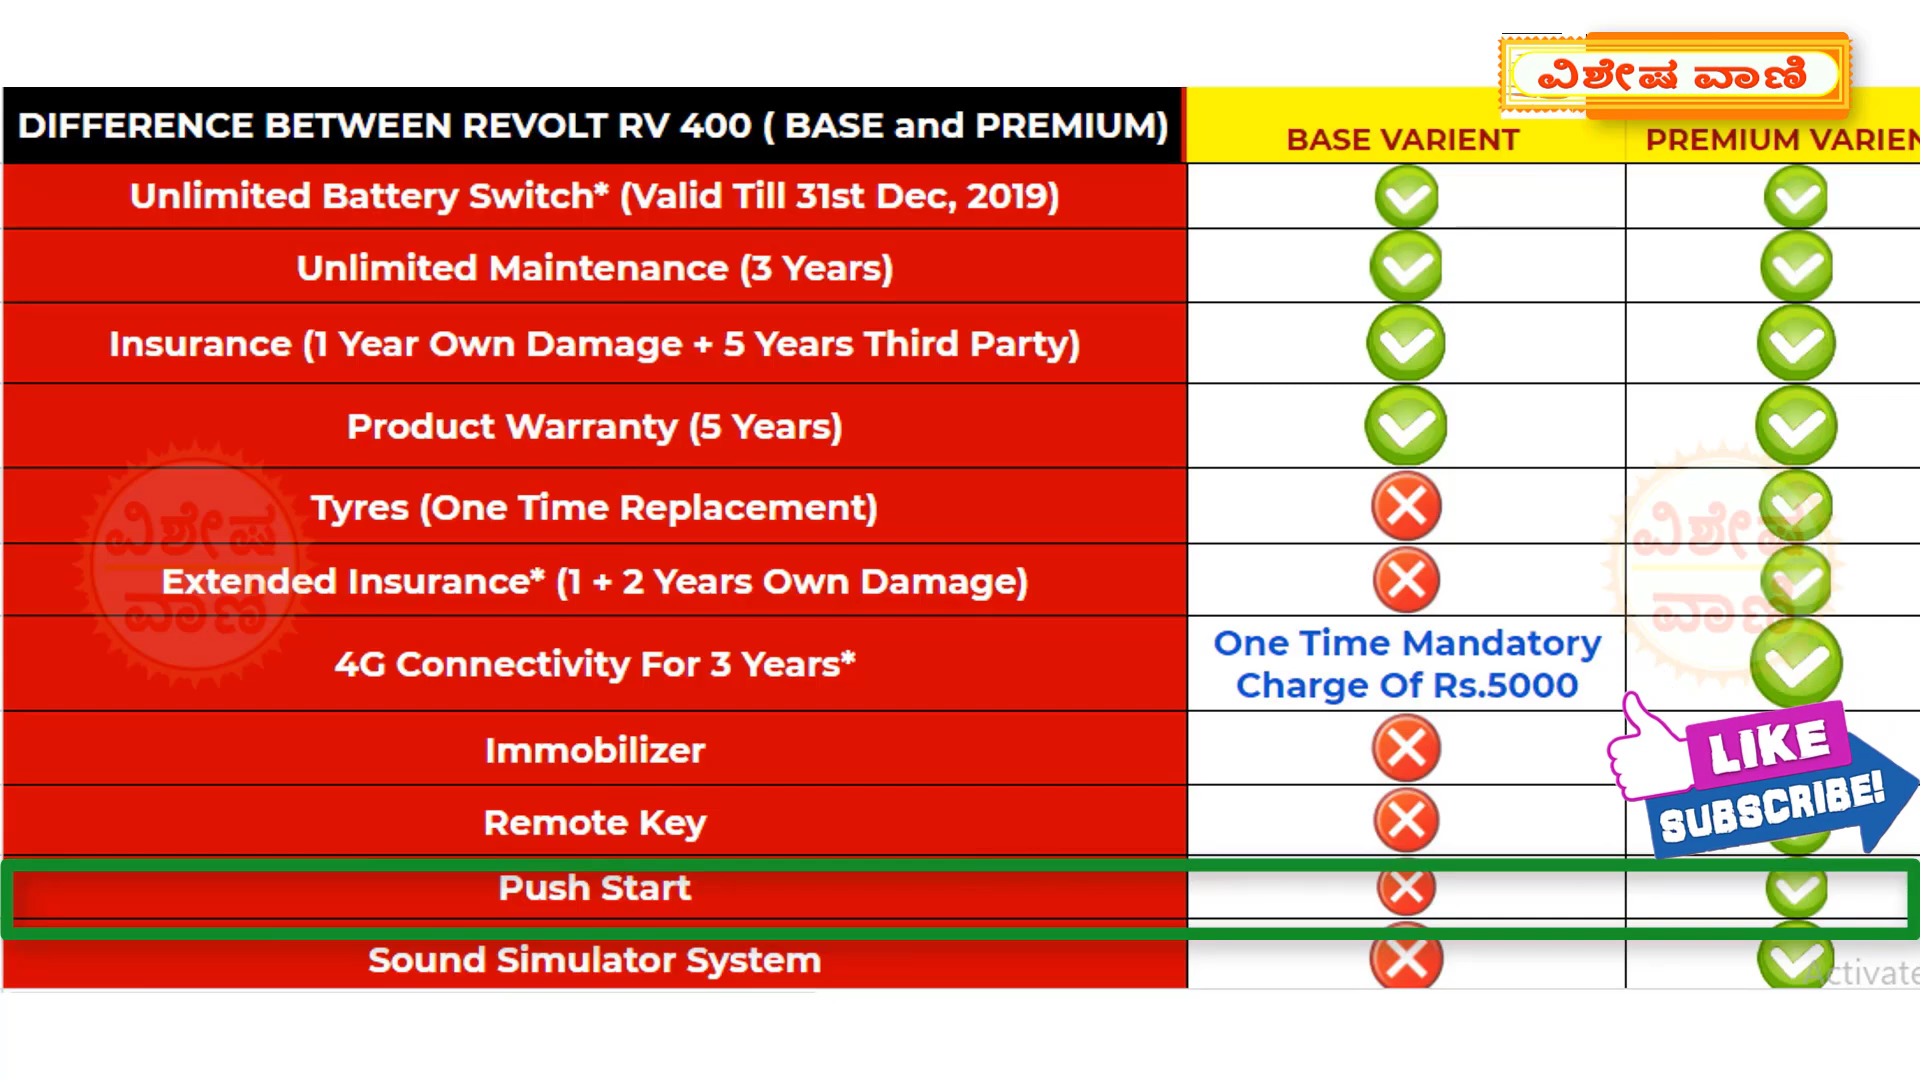 ವಿಶೇಷ ವಾಣಿ
DIFFERENCE BETWEEN REVOLT RV 400 ( BASE and PREMIUM)
BASE VARIENT
PREMIUM VARIEN
Unlimited Battery Switch* (Valid Till 31st Dec, 2019)
Unlimited Maintenance (3 Years)
Insurance (1 Year Own Damage + 5 Years Third Party)
Product Warranty (5 Years)
Tyres (One Time Replacement)
Extended Insurance* (1 + 2 Years Own Damage)
ವಿಶೇಷ
ವಾಣಿ
ವಿಶೇಷ
ವಾಣಿ
4G Connectivity For 3 Years*
One Time Mandatory
Charge Of Rs.5000
Immobilizer
LIKE
SUBSCRIBE!
Remote Key
Push Start
Sound Simulator System
Activate